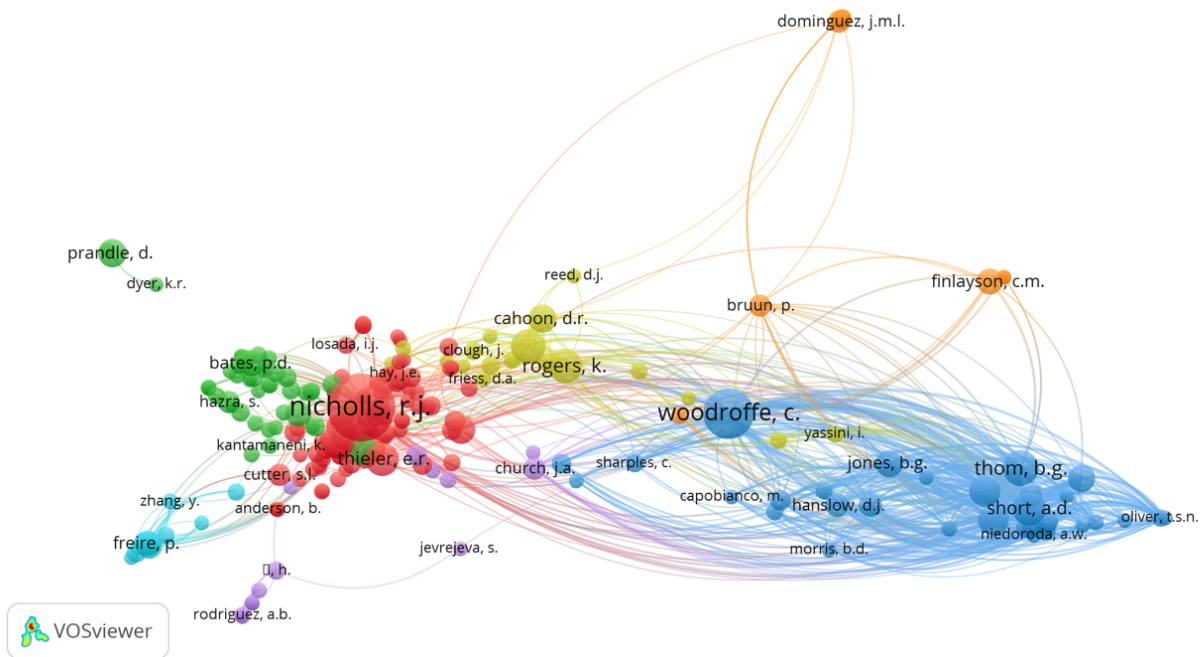 dominguez, j.m.l.
prandle, d.
dyer, k.r.
reed, d.j.
finlayson, c.m.
bruun, p.
cahoon, d.r.
losada, i.j.
clough, j.
bates, p.d.
hay, j.e.
friess, d.a.
rogers, k.
hazra, s.
nicholls, r.j.
woodroffe, c.
yassini, i.
kantamaneni, k.
thieler, e.r.
church, j.a.
sharples, c.
jones, b.g.
thom, b.g.
cutter, s.l.
zhang, y.
anderson, b.
capobianco, m.
hanslow, d.j.
short, a.d.
oliver, t.s.n.
niedoroda, a.w.
freire, p.
jevrejeva, s.
morris, b.d.
h.
rodriguez, a.b.
VOSviewer